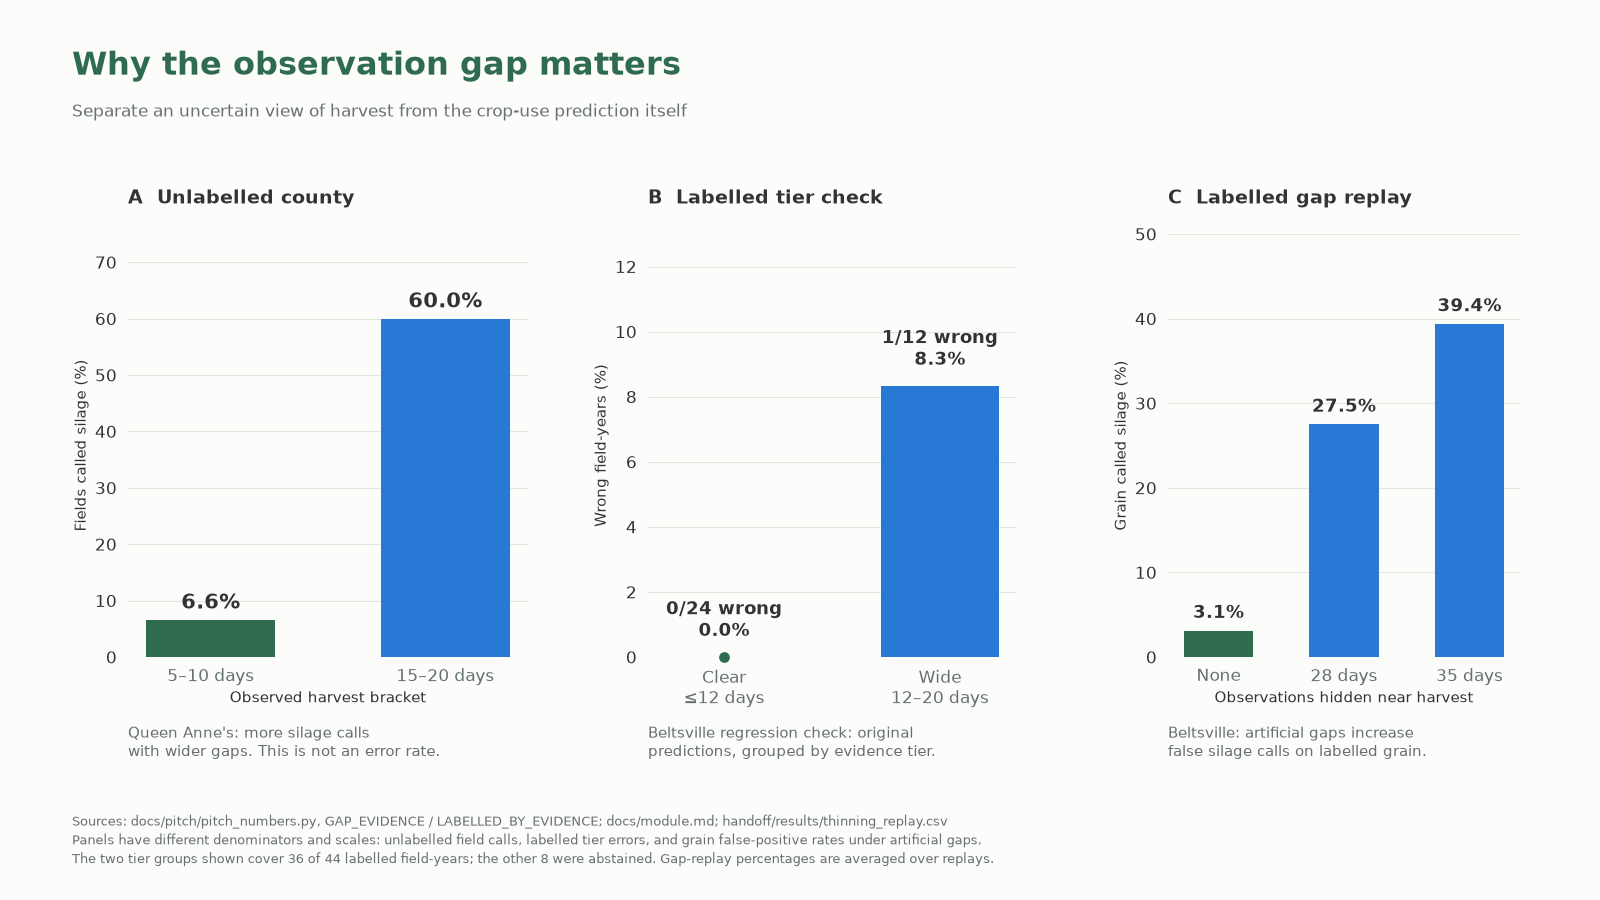 Why the observation gap matters
Separate an uncertain view of harvest from the crop-use prediction itself
A Unlabelled county
70
60
50
40
30
20
10
0
Fields called silage (%)
6.6%
60.0%
5–10 days
15–20 days
Observed harvest bracket
Queen Anne's: more silage calls
with wider gaps. This is not an error rate.
B Labelled tier check
12
10
8
6
4
2
0
Wrong field-years (%)
0/24 wrong
0.0%
1/12 wrong
8.3%
Clear
≤12 days
Wide
12–20 days
Beltsville regression check: original
predictions, grouped by evidence tier.
C Labelled gap replay
50
40
30
20
10
0
Grain called silage (%)
3.1%
27.5%
39.4%
None
28 days
35 days
Observations hidden near harvest
Beltsville: artificial gaps increase
false silage calls on labelled grain.
Sources: docs/pitch/pitch_numbers.py, GAP_EVIDENCE / LABELLED_BY_EVIDENCE; docs/module.md; handoff/results/thinning_replay.csv
Panels have different denominators and scales: unlabelled field calls, labelled tier errors, and grain false-positive rates under artificial gaps.
The two tier groups shown cover 36 of 44 labelled field-years; the other 8 were abstained. Gap-replay percentages are averaged over replays.